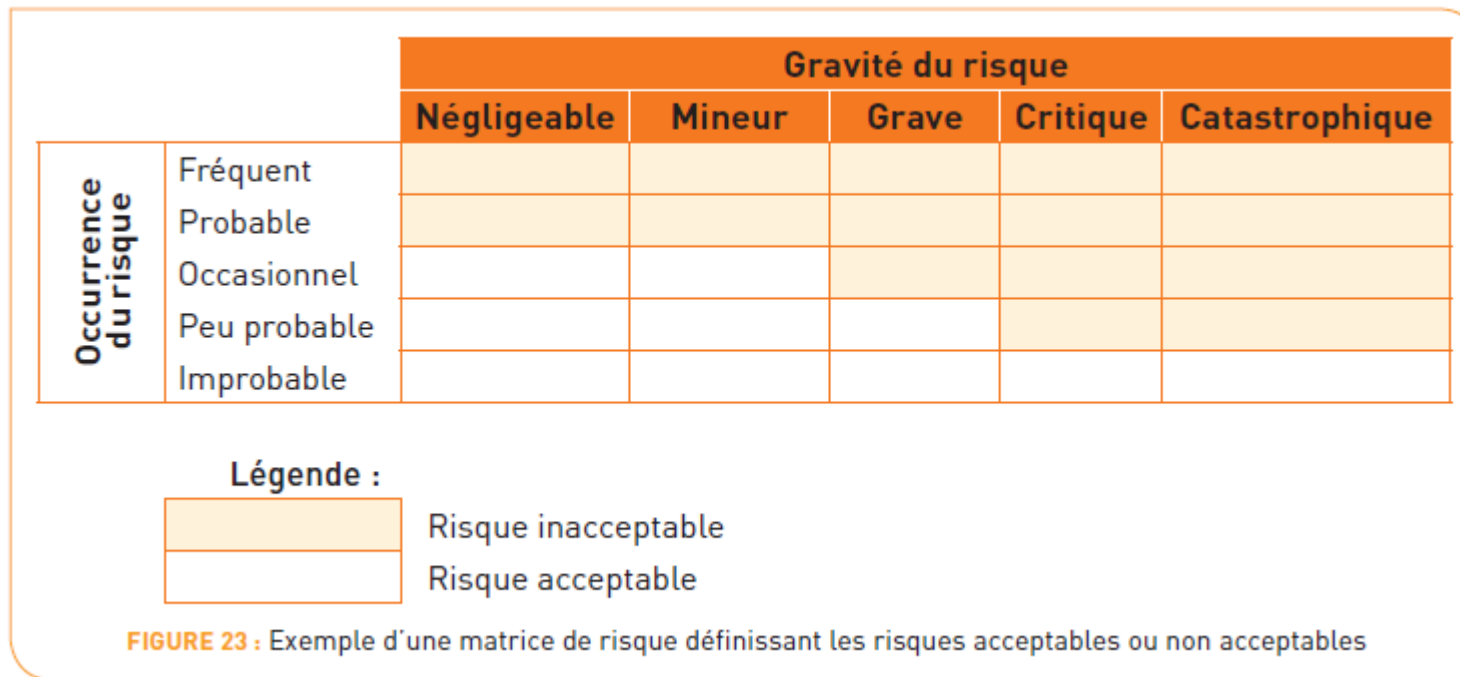 Gravité du risque
Négligeable Mineur Grave Critique Catastrophique
Occurrence
du risque
Fréquent
Probable
Occasionnel
Peu probable
Improbable
Légende :
Risque inacceptable
Risque acceptable
FIGURE 23 : Exemple d'une matrice de risque définissant les risques acceptables ou non acceptables